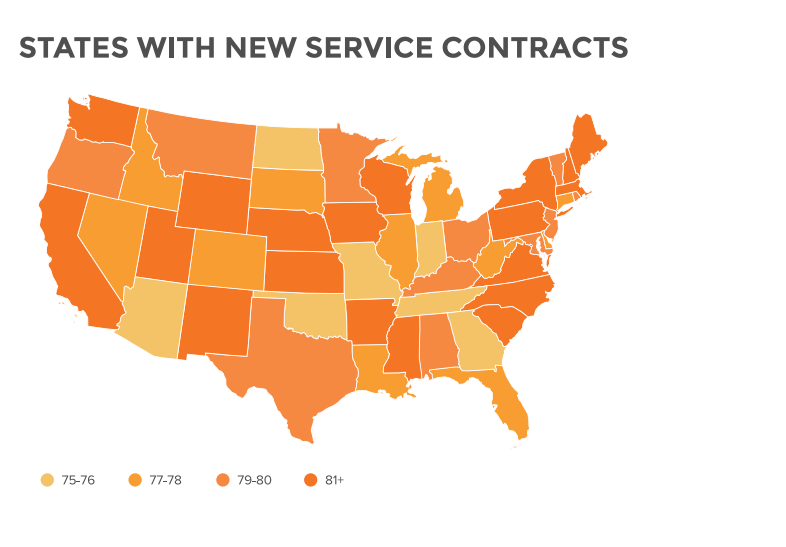 STATES WITH NEW SERVICE CONTRACTS
75-76 77-78 79-80 81+